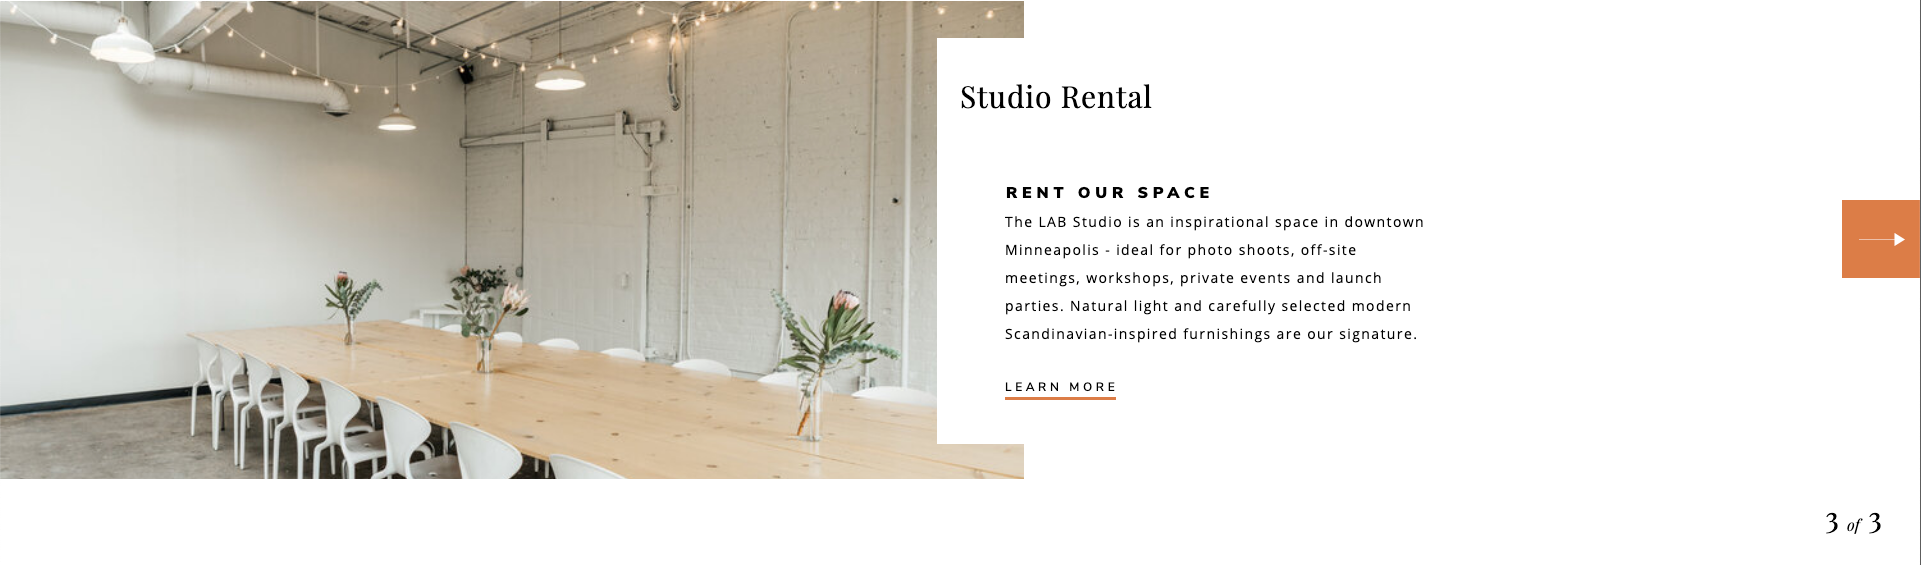 Studio Rental
RENT OUR SPACE
The LAB Studio is an inspirational space in downtown
Minneapolis - ideal for photo shoots, off-site
meetings, workshops, private events and launch
parties. Natural light and carefully selected modern
Scandinavian-inspired furnishings are our signature.
LEARN MORE
3 of 3